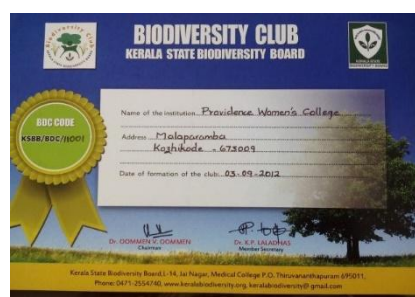 Biodiversity Club
BIODIVERSITY CLUB
KERALA STATE BIODIVERSITY BOARD
BDC CODE
KSBB/BDC/11001
Name of the institution Providence Women's College
Address Malaparamba
Kozhikode - 673009
Date of formation of the club: 03-09-2012
Dr. OOMMEN V. OOMMEN
Chairman
Dr. K.P. LALADHAS
Member Secretary
Kerala State Biodiversity Board, L-14, Jai Nagar, Medical College P.O. Thiruvananthapuram 695011,
Phone: 0471-2554740, www.keralabiodiversity.org, keralabiodiversity@gmail.com